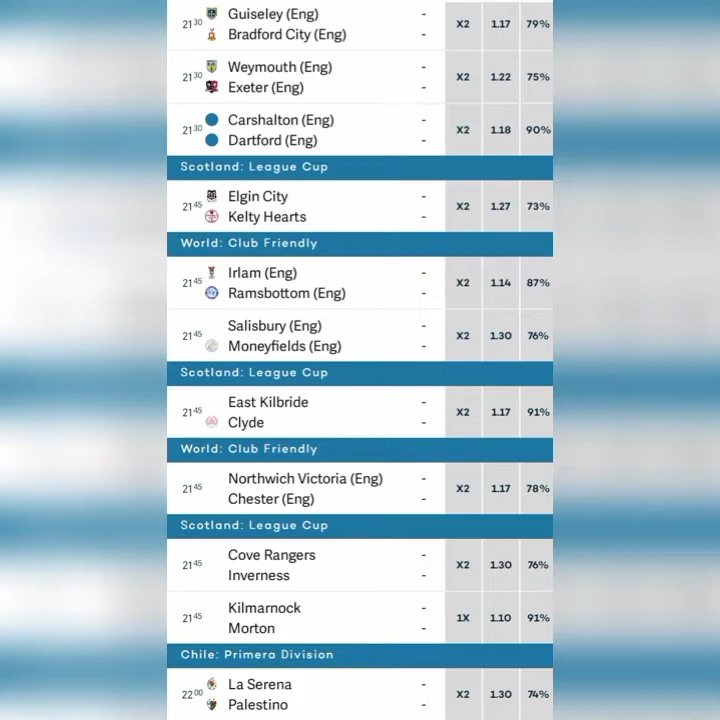 21 30 Guiseley (Eng) - X2 1.17 79%
Bradford City (Eng) -
21 30 Weymouth (Eng) - X2 1.22 75%
Exeter (Eng) -
21 30 Carshalton (Eng) - X2 1.18 90%
Dartford (Eng) -
Scotland: League Cup
21 45 Elgin City - X2 1.27 73%
Kelty Hearts -
World: Club Friendly
21 45 Irlam (Eng) - X2 1.14 87%
Ramsbottom (Eng) -
21 45 Salisbury (Eng) - X2 1.30 76%
Moneyfields (Eng) -
Scotland: League Cup
21 45 East Kilbride - X2 1.17 91%
Clyde -
World: Club Friendly
21 45 Northwich Victoria (Eng) - X2 1.17 78%
Chester (Eng) -
Scotland: League Cup
21 45 Cove Rangers - X2 1.30 76%
Inverness -
21 45 Kilmarnock - 1X 1.10 91%
Morton -
Chile: Primera División
22 00 La Serena - X2 1.30 74%
Palestino -